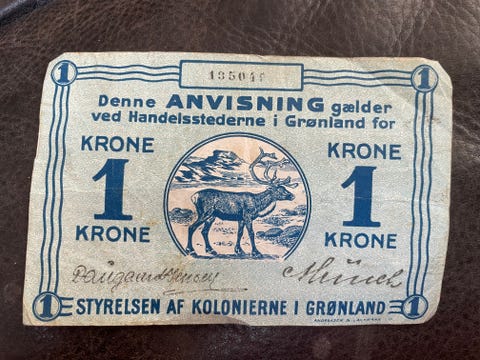 1 1
Denne ANVISNING gælder
ved Handelsstederne i Grønland for
KRONE KRONE
1 1
KRONE KRONE
1 STYRELSEN AF KOLONIERNE I GRØNLAND 1